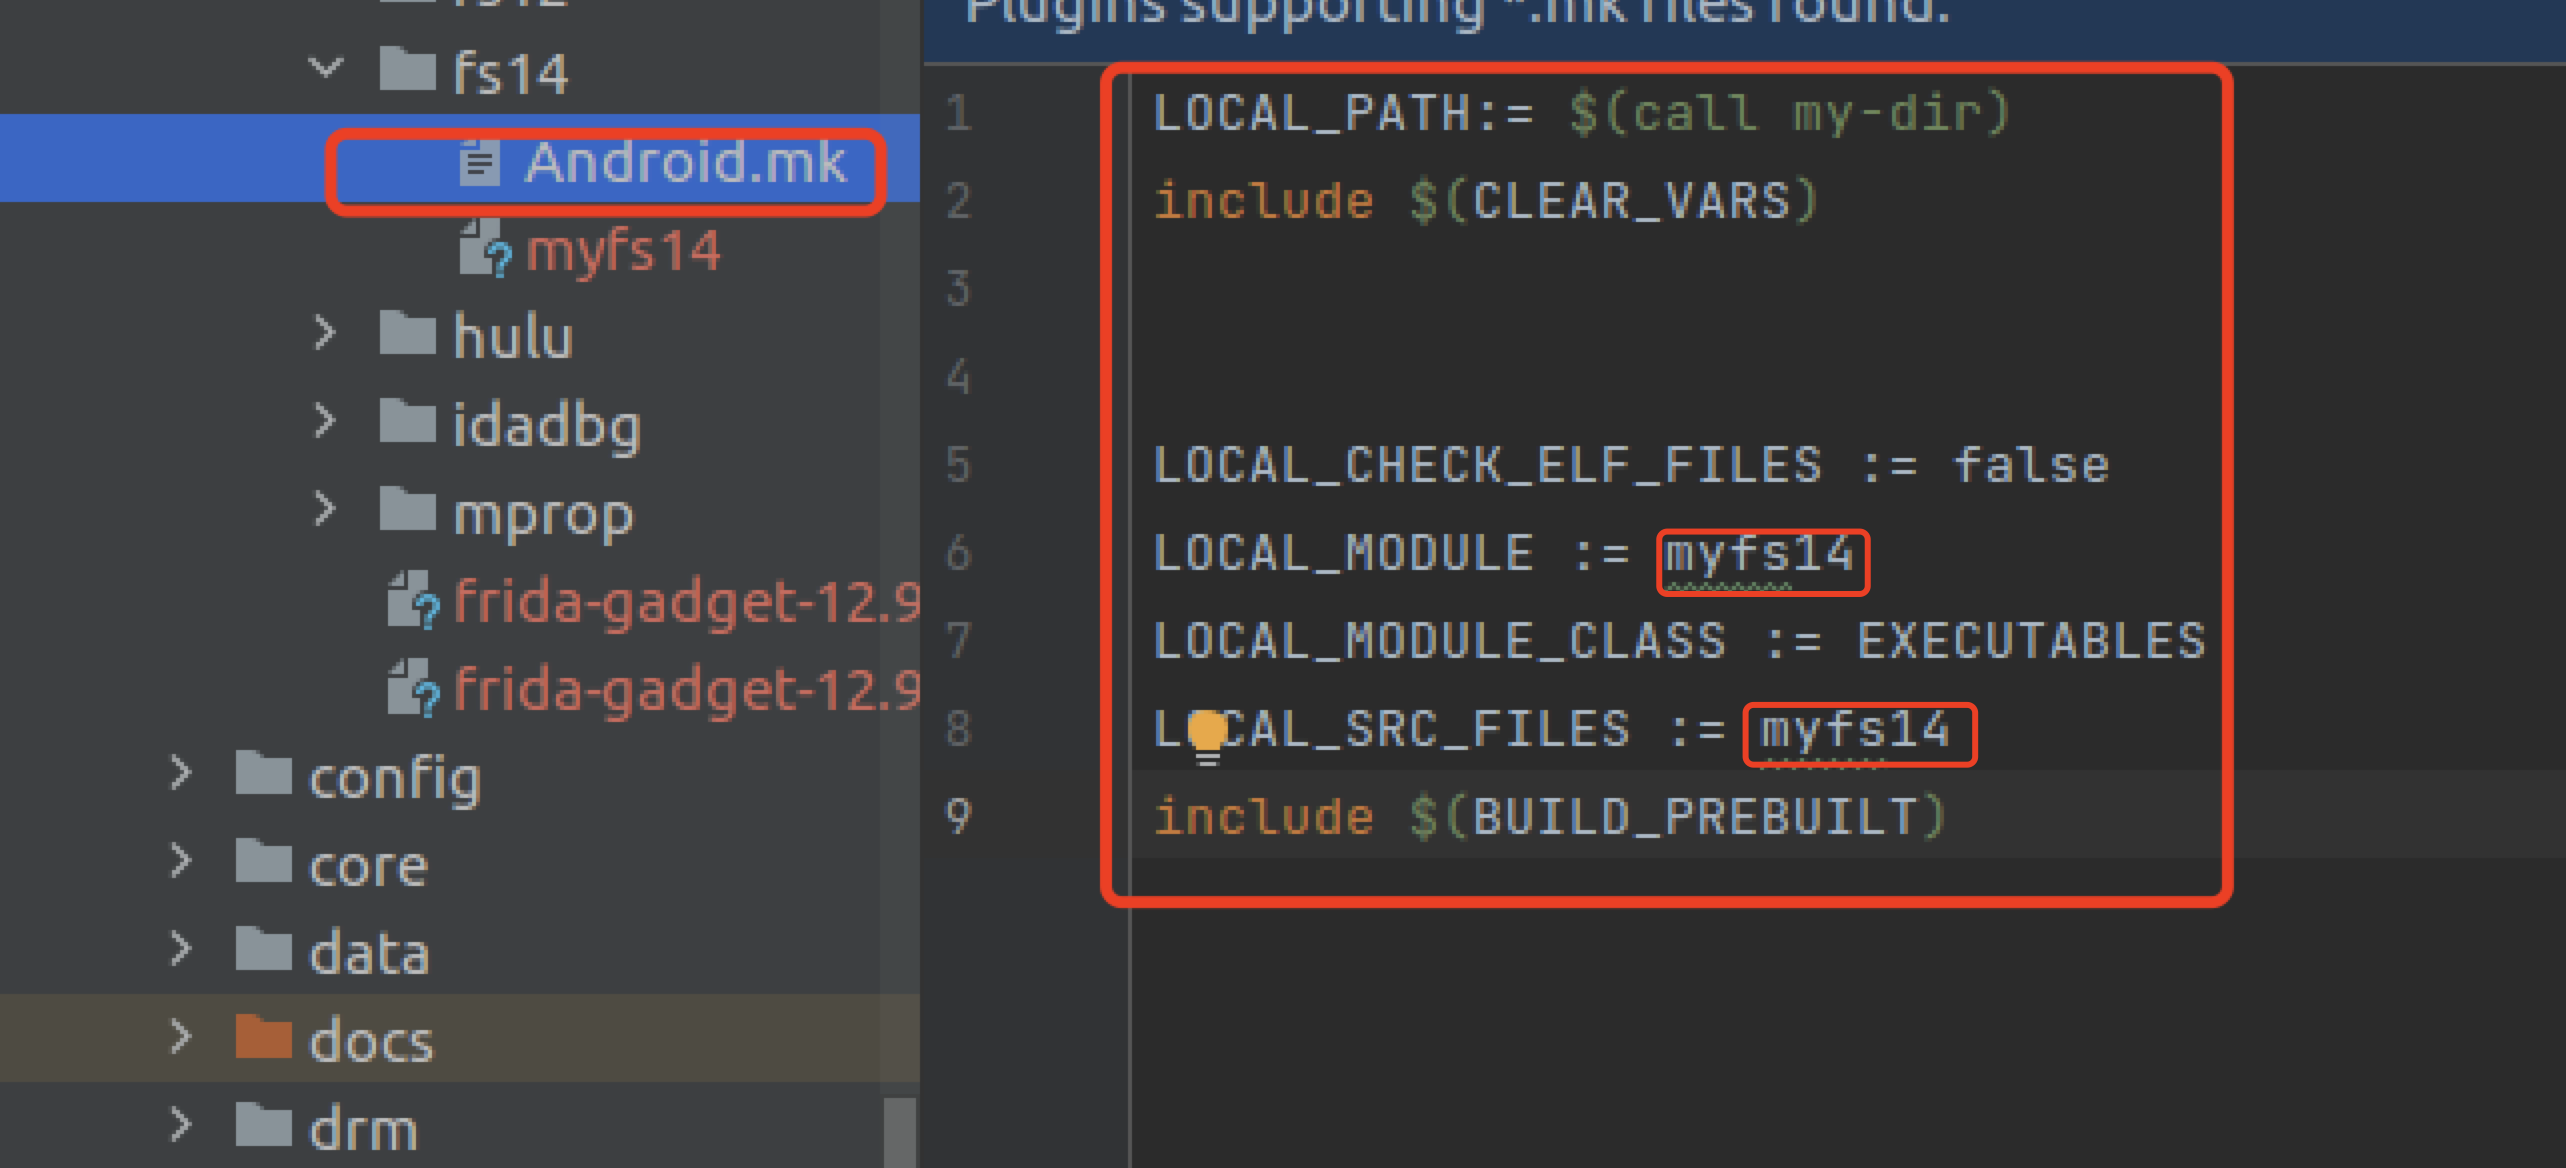 fs14
Android.mk
myfs14
hulu
idadbg
mprop
frida-gadget-12.9
frida-gadget-12.9
config
core
data
docs
drm
Plugins supporting *.mk files found.
1 LOCAL_PATH:= $(call my-dir)
2 include $(CLEAR_VARS)
3
4
5 LOCAL_CHECK_ELF_FILES := false
6 LOCAL_MODULE := myfs14
7 LOCAL_MODULE_CLASS := EXECUTABLES
8 LOCAL_SRC_FILES := myfs14
9 include $(BUILD_PREBUILT)